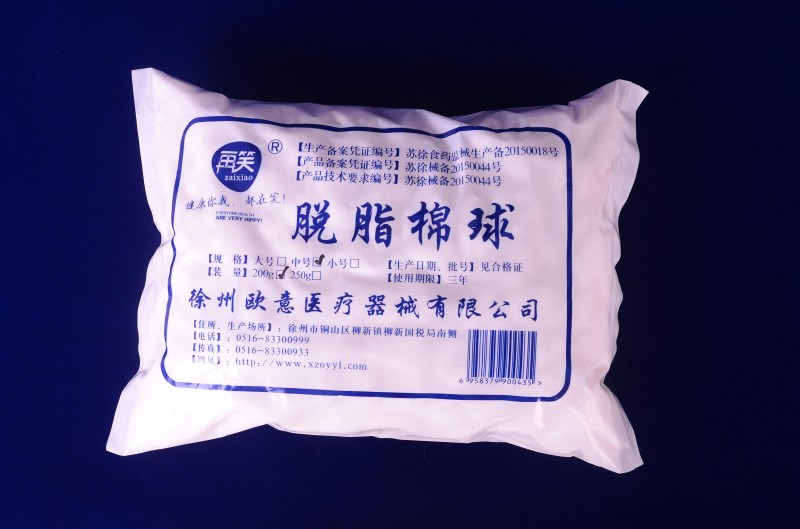 再笑
zaixiao
®
健康你我，都在笑！
EVERYONE HEALTH
ARE VERY HIPPY!
【生产备案凭证编号】苏徐食药监械生产备20150018号
【产品备案凭证编号】苏徐械备20150044号
【产品技术要求编号】苏徐械备20150044号
脱脂棉球
【规 格】大号□ 中号□ 小号□
【装 量】200g□ 250g□
【生产日期、批号】见合格证
【使用期限】三年
徐州欧意医疗器械有限公司
【住所、生产场所】：徐州市铜山区柳新镇柳新国税局南侧
【电话】：0516-83300999
【传真】：0516-83300933
【网址】：http://www.xzoyyl.com
6 958379 900435 >